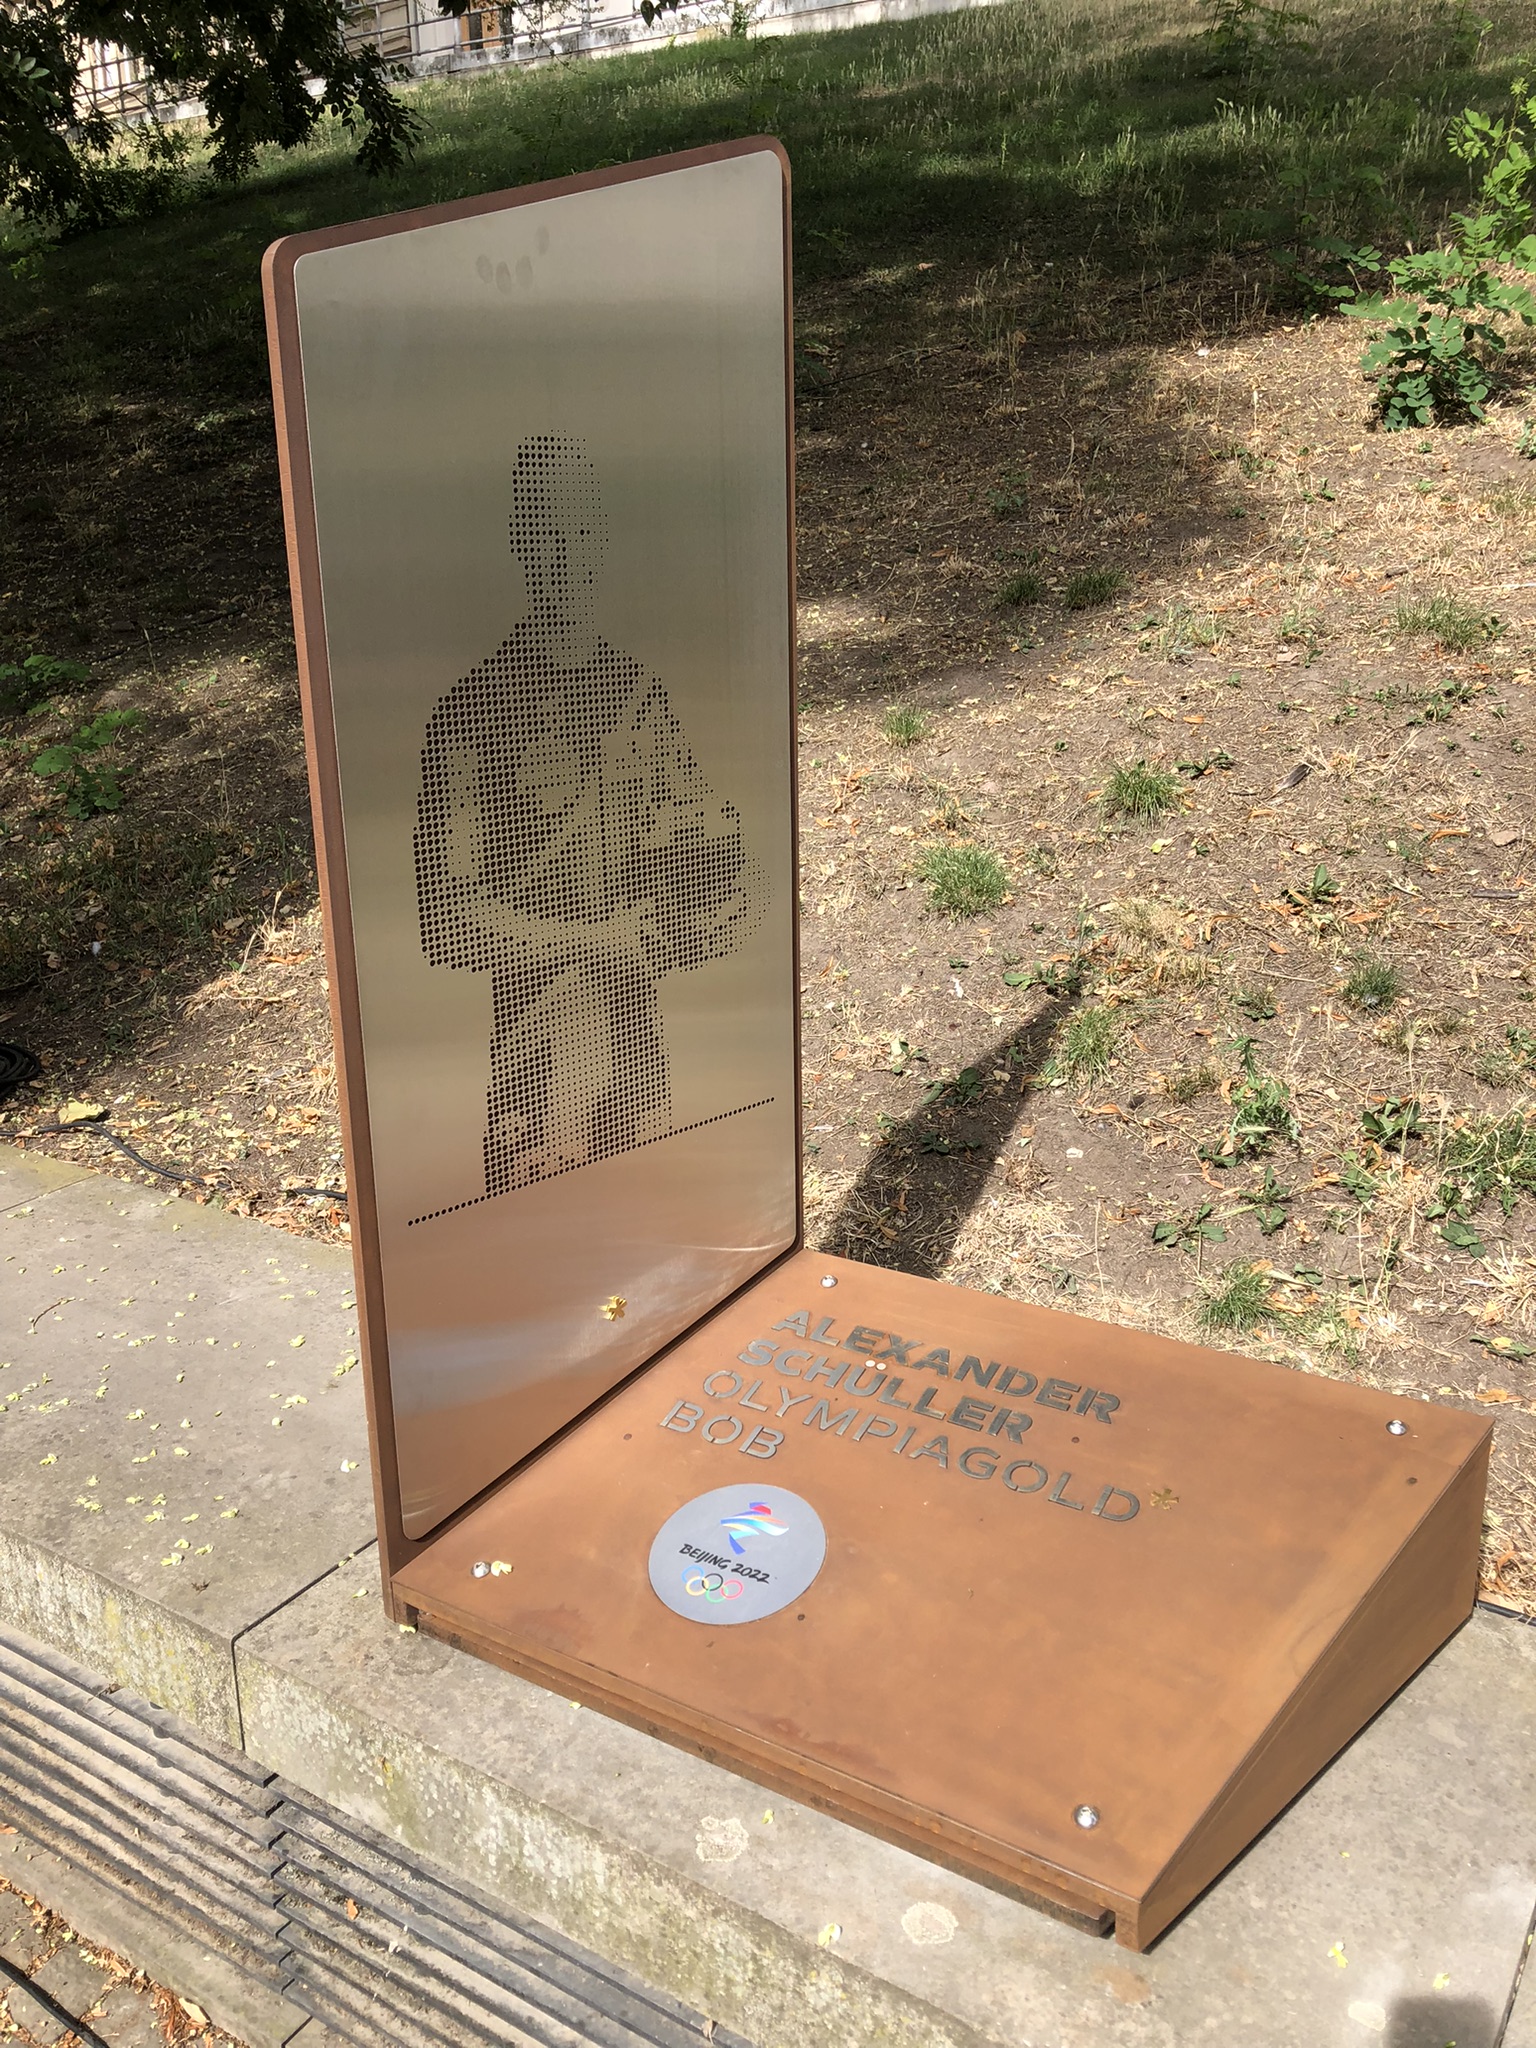 ALEXANDER
SCHÜLLER
OLYMPIAGOLD*
BOB
BEIJING 2022